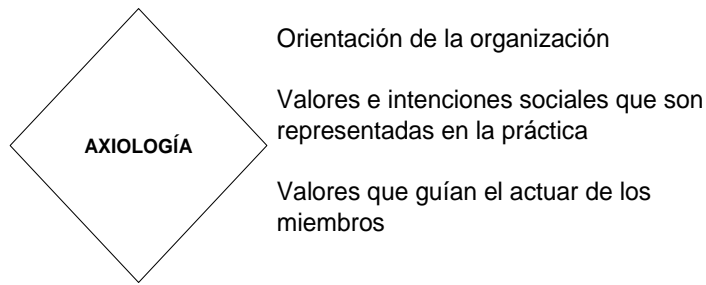 AXIOLOGÍA
Orientación de la organización
Valores e intenciones sociales que son
representadas en la práctica
Valores que guían el actuar de los
miembros